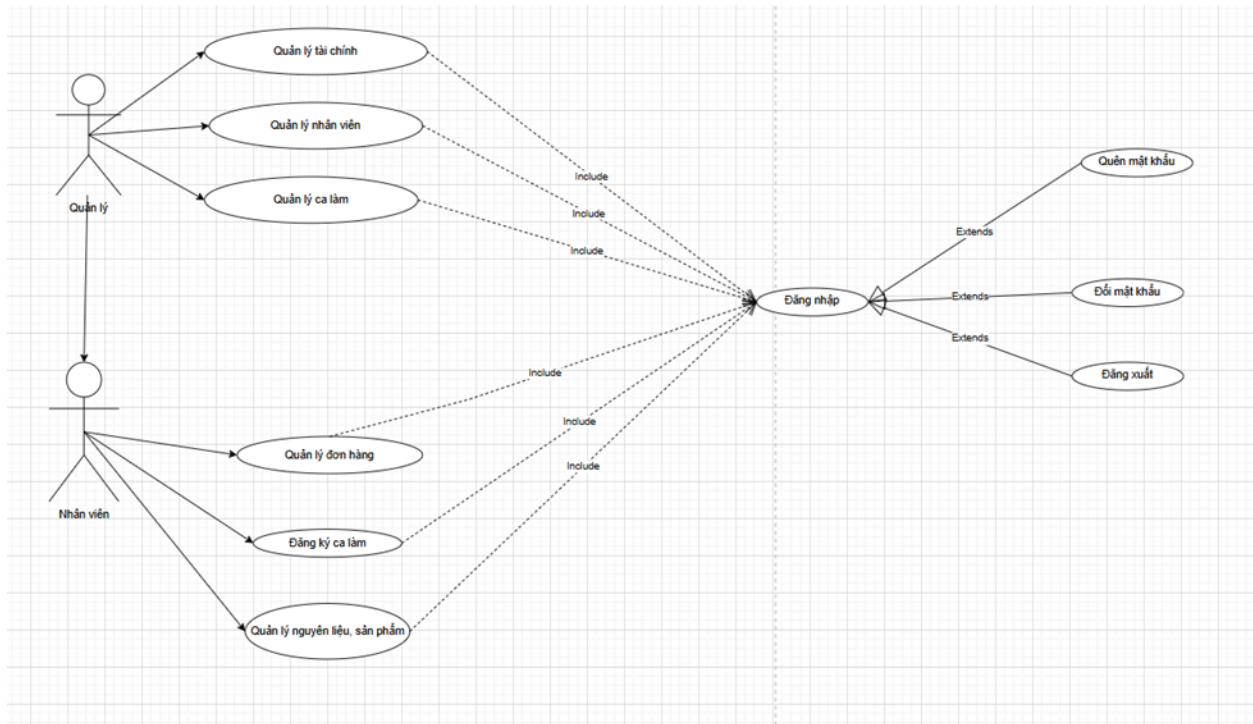 Quản lý tài chính
Quản lý nhân viên
Quên mật khẩu
Include
Quản lý ca làm
Quản lý
Include
Extends
Include
Đổi mật khẩu
Extends
Đăng nhập
Extends
Include
Đăng xuất
Include
Quản lý đơn hàng
Include
Nhân viên
Đăng ký ca làm
Quản lý nguyên liệu, sản phẩm